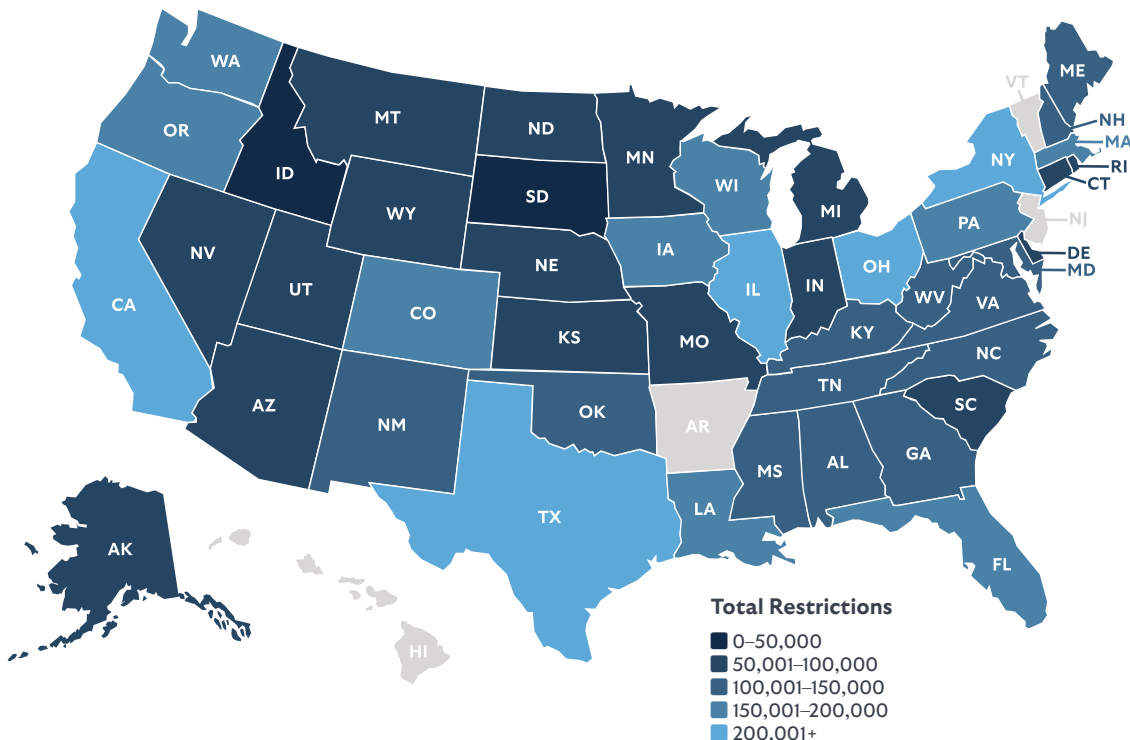 WA
ME
VT
MT
ND
NH
OR
MN
MA
NY
RI
ID
WI
CT
SD
MI
WY
NJ
PA
IA
NV
DE
NE
OH
MD
UT
IN
IL
WV
VA
CA
CO
KY
KS
MO
NC
TN
AZ
SC
OK
NM
AR
GA
AL
MS
LA
TX
AK
FL
HI
Total Restrictions
0–50,000
50,001–100,000
100,001–150,000
150,001–200,000
200,001+